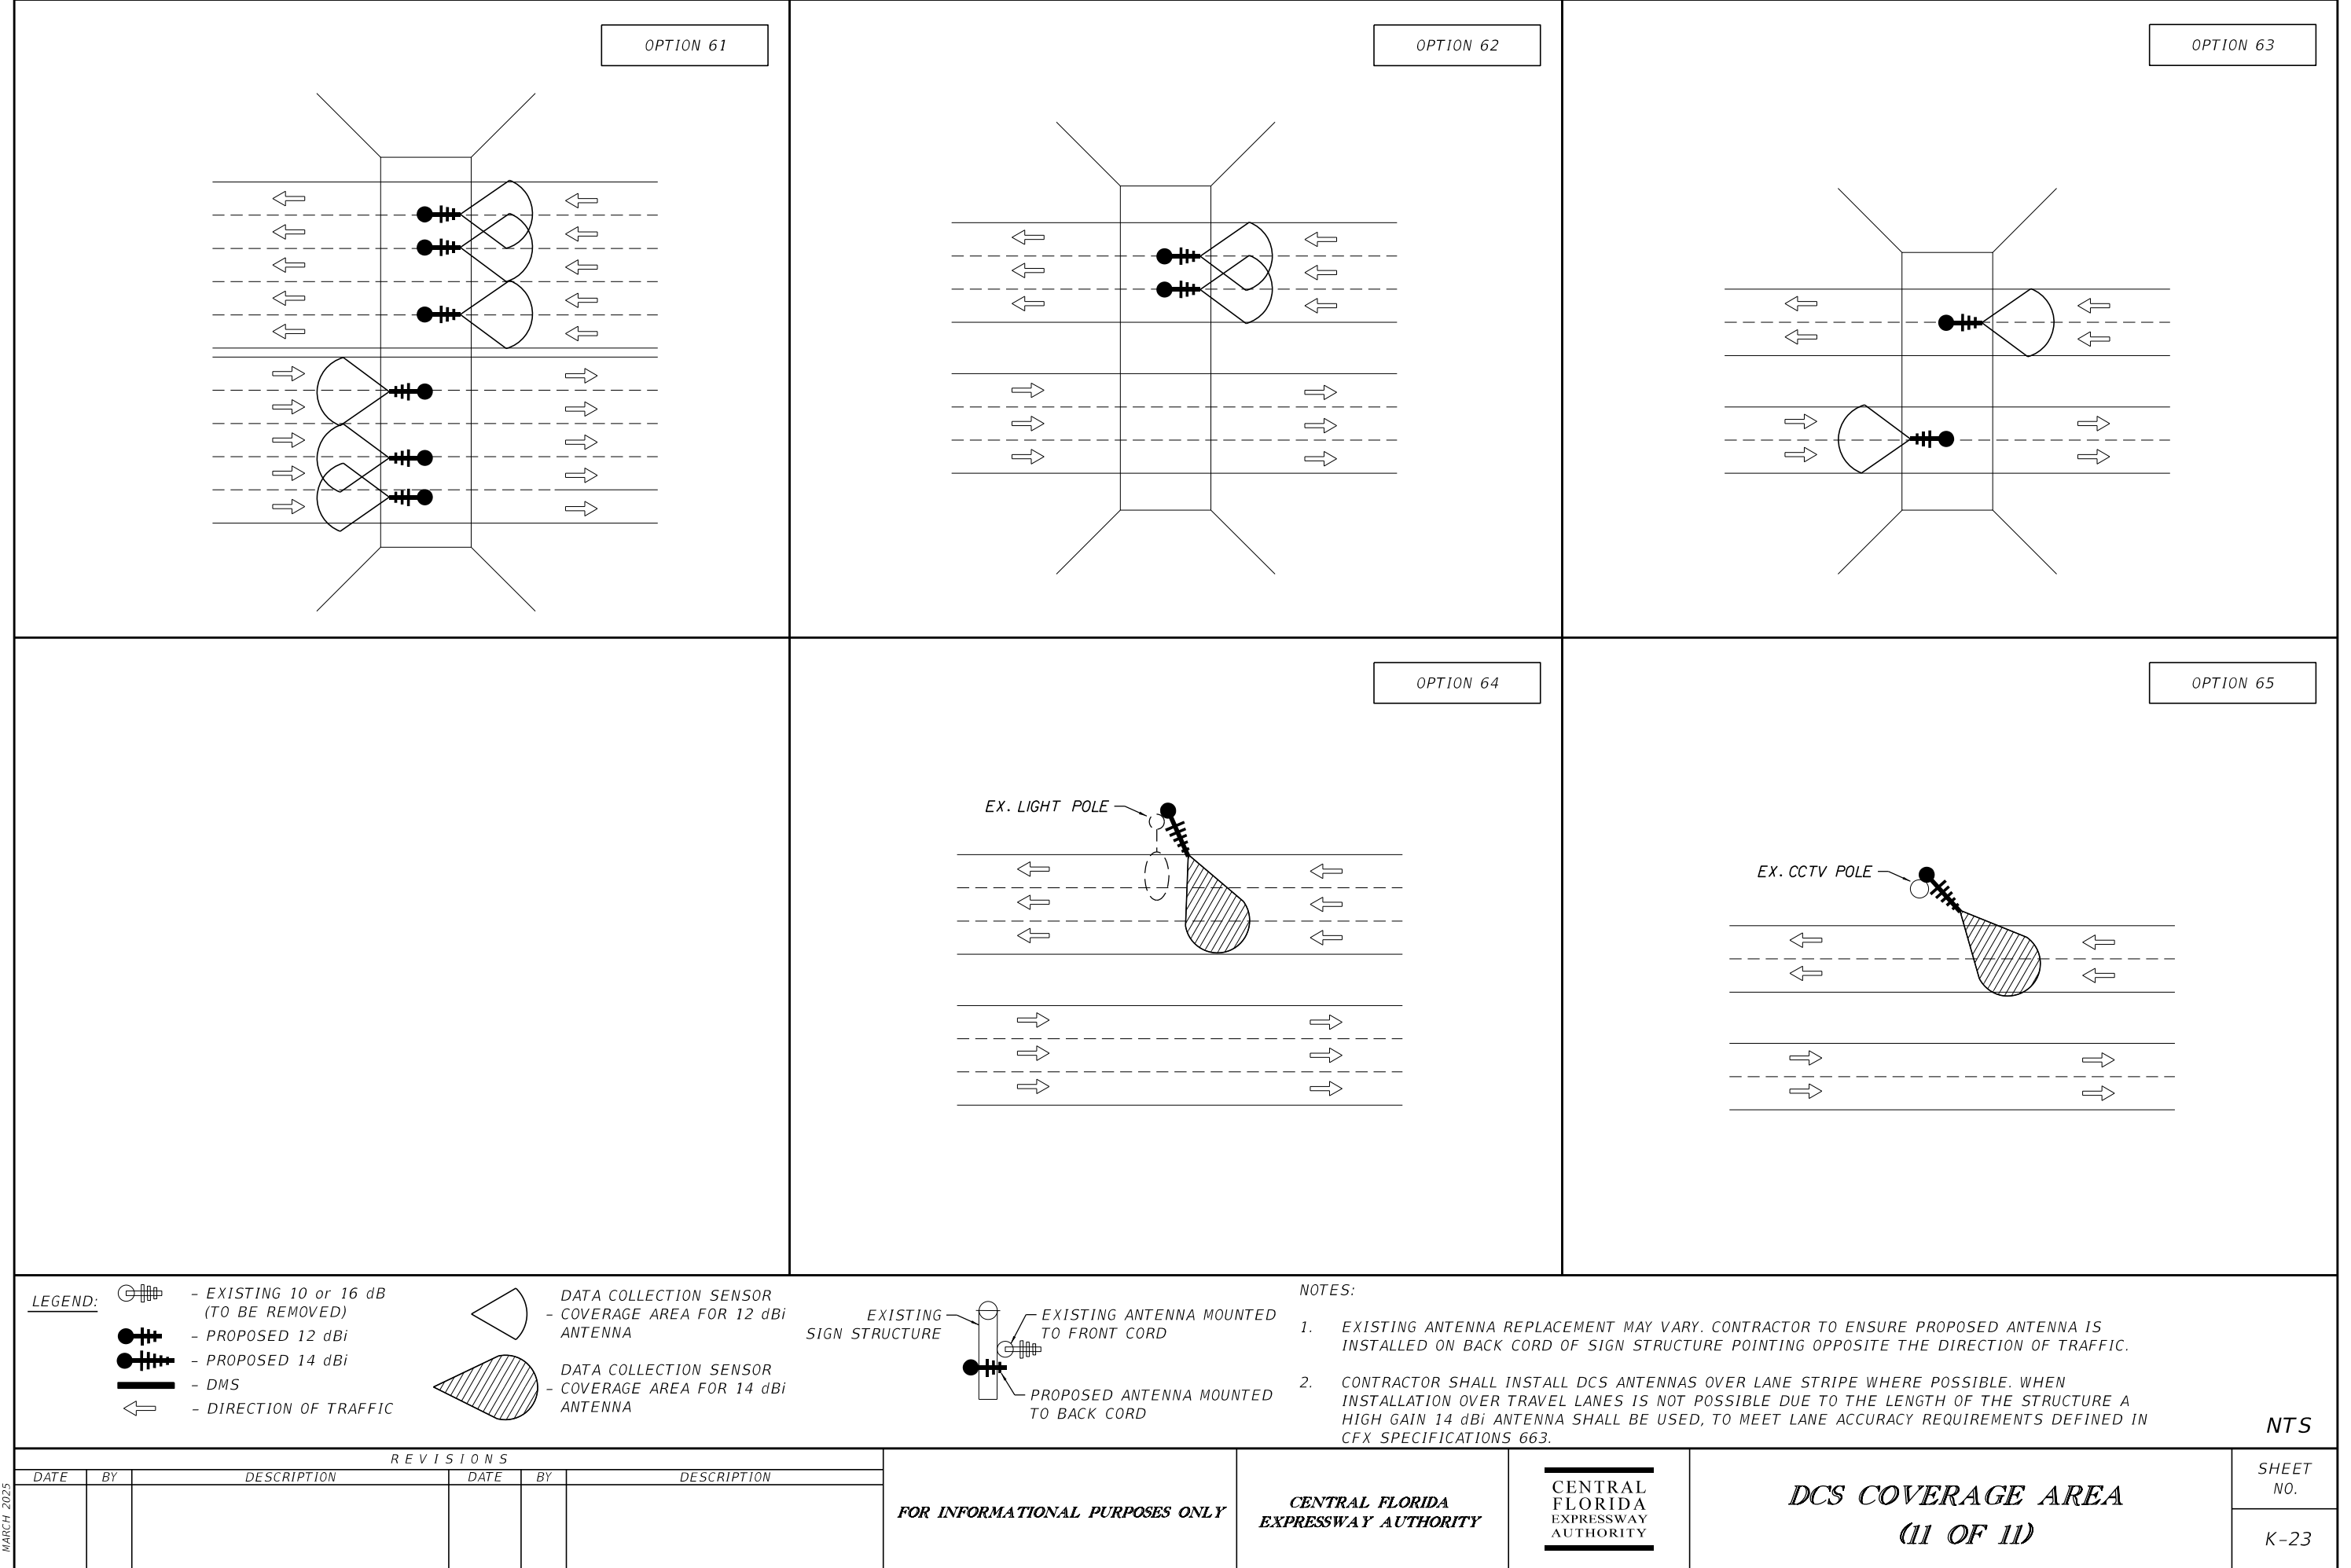 OPTION 61
OPTION 62
OPTION 63
OPTION 64
EX. LIGHT POLE
OPTION 65
EX. CCTV POLE
LEGEND:
- EXISTING 10 or 16 dB
(TO BE REMOVED)
- PROPOSED 12 dBi
- PROPOSED 14 dBi
- DMS
- DIRECTION OF TRAFFIC
DATA COLLECTION SENSOR
- COVERAGE AREA FOR 12 dBi
ANTENNA
DATA COLLECTION SENSOR
- COVERAGE AREA FOR 14 dBi
ANTENNA
EXISTING
SIGN STRUCTURE
EXISTING ANTENNA MOUNTED
TO FRONT CORD
PROPOSED ANTENNA MOUNTED
TO BACK CORD
NOTES:
1. EXISTING ANTENNA REPLACEMENT MAY VARY. CONTRACTOR TO ENSURE PROPOSED ANTENNA IS
INSTALLED ON BACK CORD OF SIGN STRUCTURE POINTING OPPOSITE THE DIRECTION OF TRAFFIC.
2. CONTRACTOR SHALL INSTALL DCS ANTENNAS OVER LANE STRIPE WHERE POSSIBLE. WHEN
INSTALLATION OVER TRAVEL LANES IS NOT POSSIBLE DUE TO THE LENGTH OF THE STRUCTURE A
HIGH GAIN 14 dBi ANTENNA SHALL BE USED, TO MEET LANE ACCURACY REQUIREMENTS DEFINED IN
CFX SPECIFICATIONS 663.
NTS
REVISIONS
DATE BY DESCRIPTION DATE BY DESCRIPTION
FOR INFORMATIONAL PURPOSES ONLY
CENTRAL FLORIDA
EXPRESSWAY AUTHORITY
CENTRAL
FLORIDA
EXPRESSWAY
AUTHORITY
DCS COVERAGE AREA
(11 OF 11)
SHEET
NO.
K-23
MARCH 2025